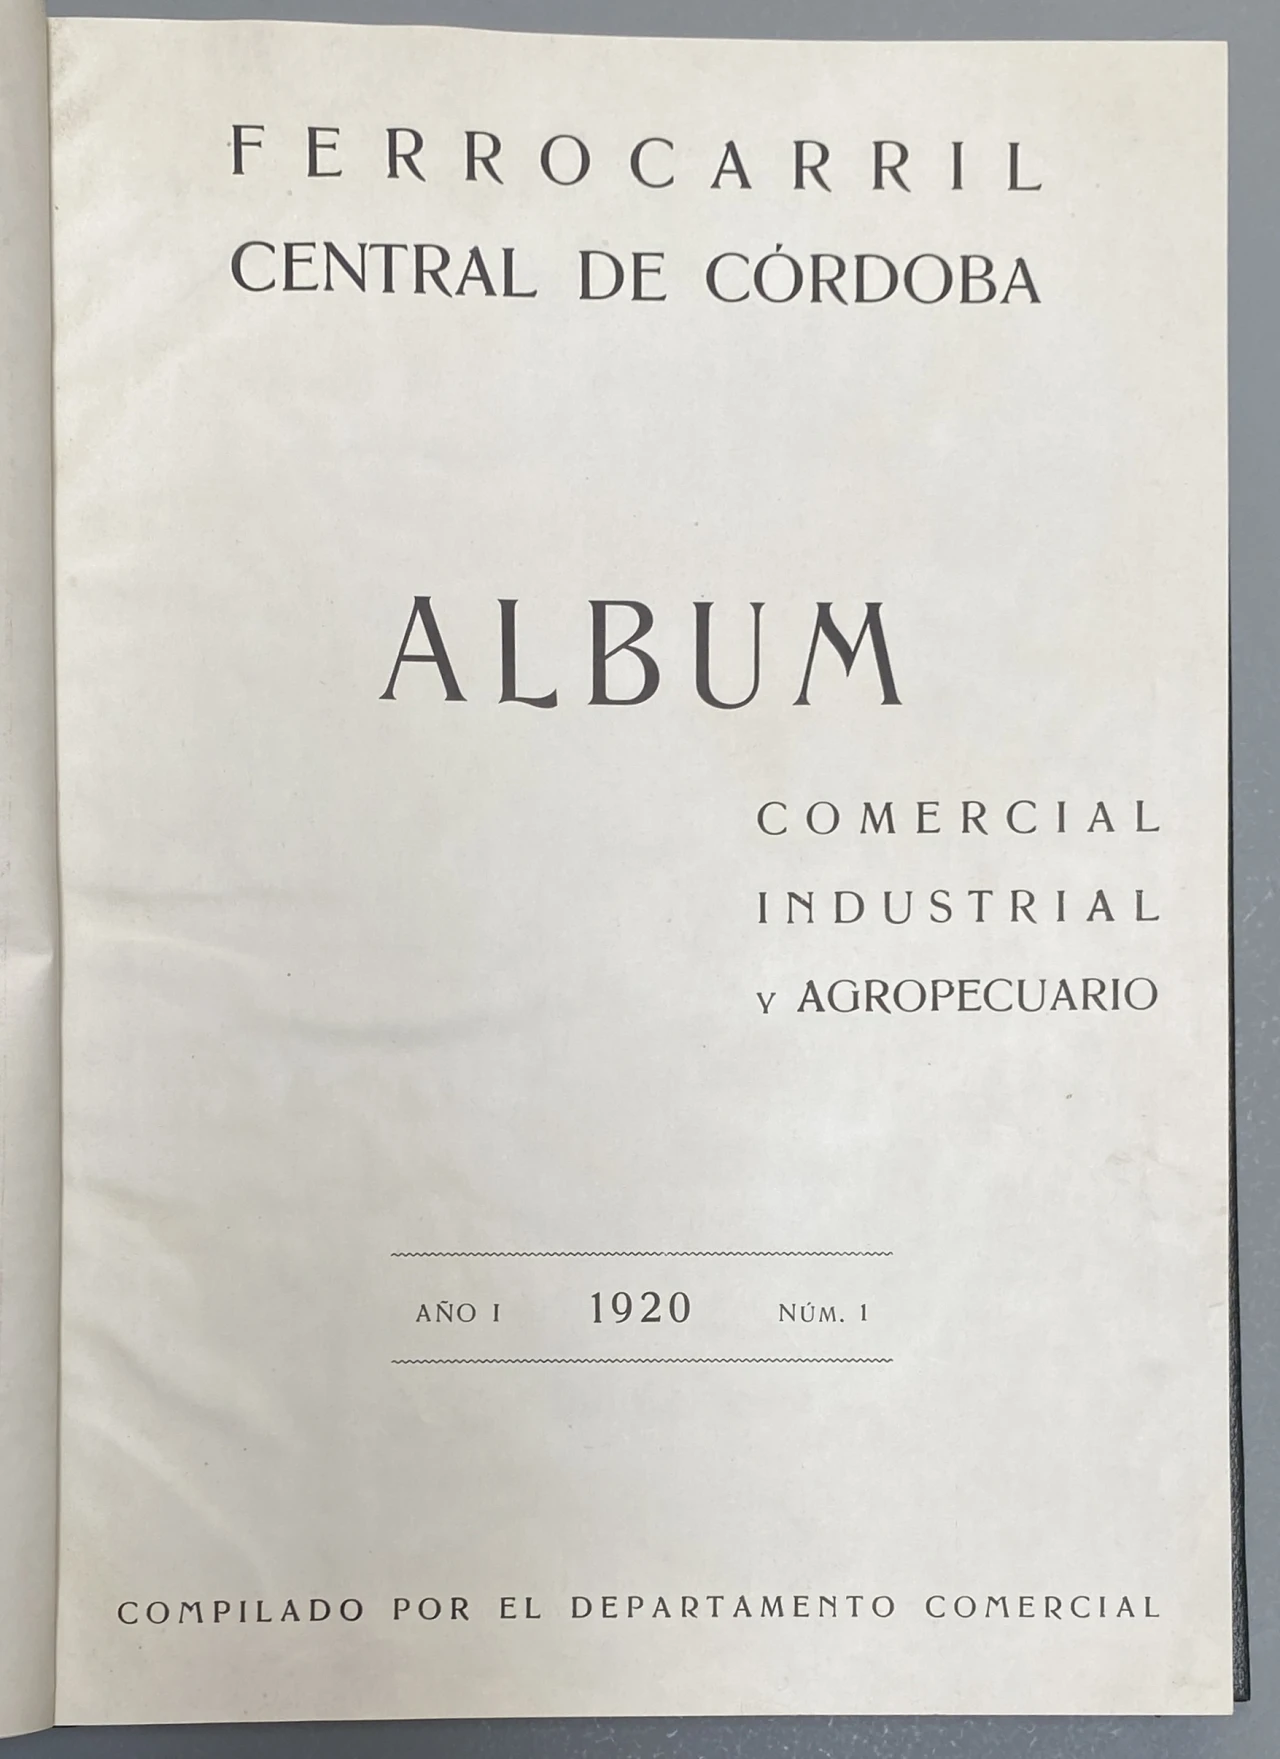 FERROCARRIL
CENTRAL DE CÓRDOBA
ALBUM
COMERCIAL
INDUSTRIAL
Y AGROPECUARIO
AÑO I 1920 NÚM. 1
COMPILADO POR EL DEPARTAMENTO COMERCIAL